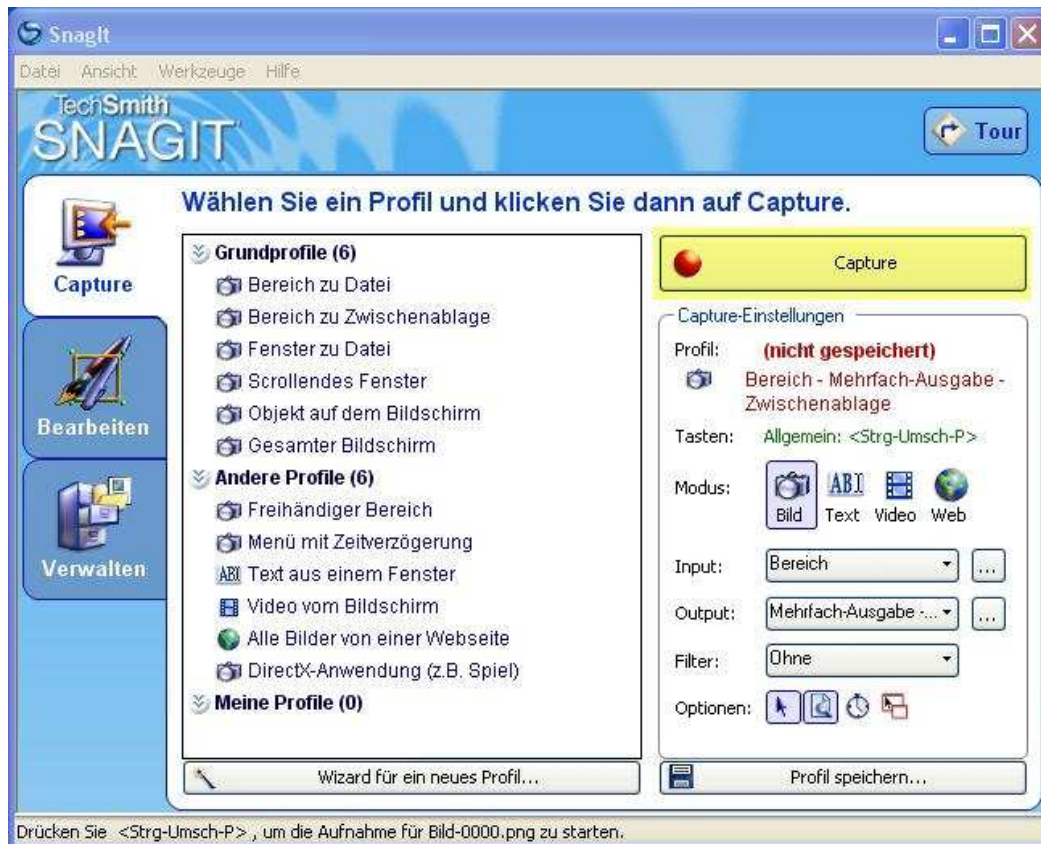 SnagIt
Datei Ansicht Werkzeuge Hilfe
TechSmith
SNAGIT
Tour
Wählen Sie ein Profil und klicken Sie dann auf Capture.
Capture
Bearbeiten
Verwalten
Grundprofile (6)
Bereich zu Datei
Bereich zu Zwischenablage
Fenster zu Datei
Scrollendes Fenster
Objekt auf dem Bildschirm
Gesamter Bildschirm
Andere Profile (6)
Freihändiger Bereich
Menü mit Zeitverzögerung
ABI Text aus einem Fenster
Video vom Bildschirm
Alle Bilder von einer Webseite
DirectX-Anwendung (z.B. Spiel)
Meine Profile (0)
Wizard für ein neues Profil...
Capture
Capture-Einstellungen
Profil: (nicht gespeichert)
Bereich - Mehrfach-Ausgabe -
Zwischenablage
Tasten: Allgemein: <Strg-Umsch-P>
Modus:
ABI
Bild Text Video Web
Input: Bereich ...
Output: Mehrfach-Ausgabe -... ...
Filter: Ohne
Optionen:
Profil speichern...
Drücken Sie <Strg-Umsch-P> , um die Aufnahme für Bild-0000.png zu starten.